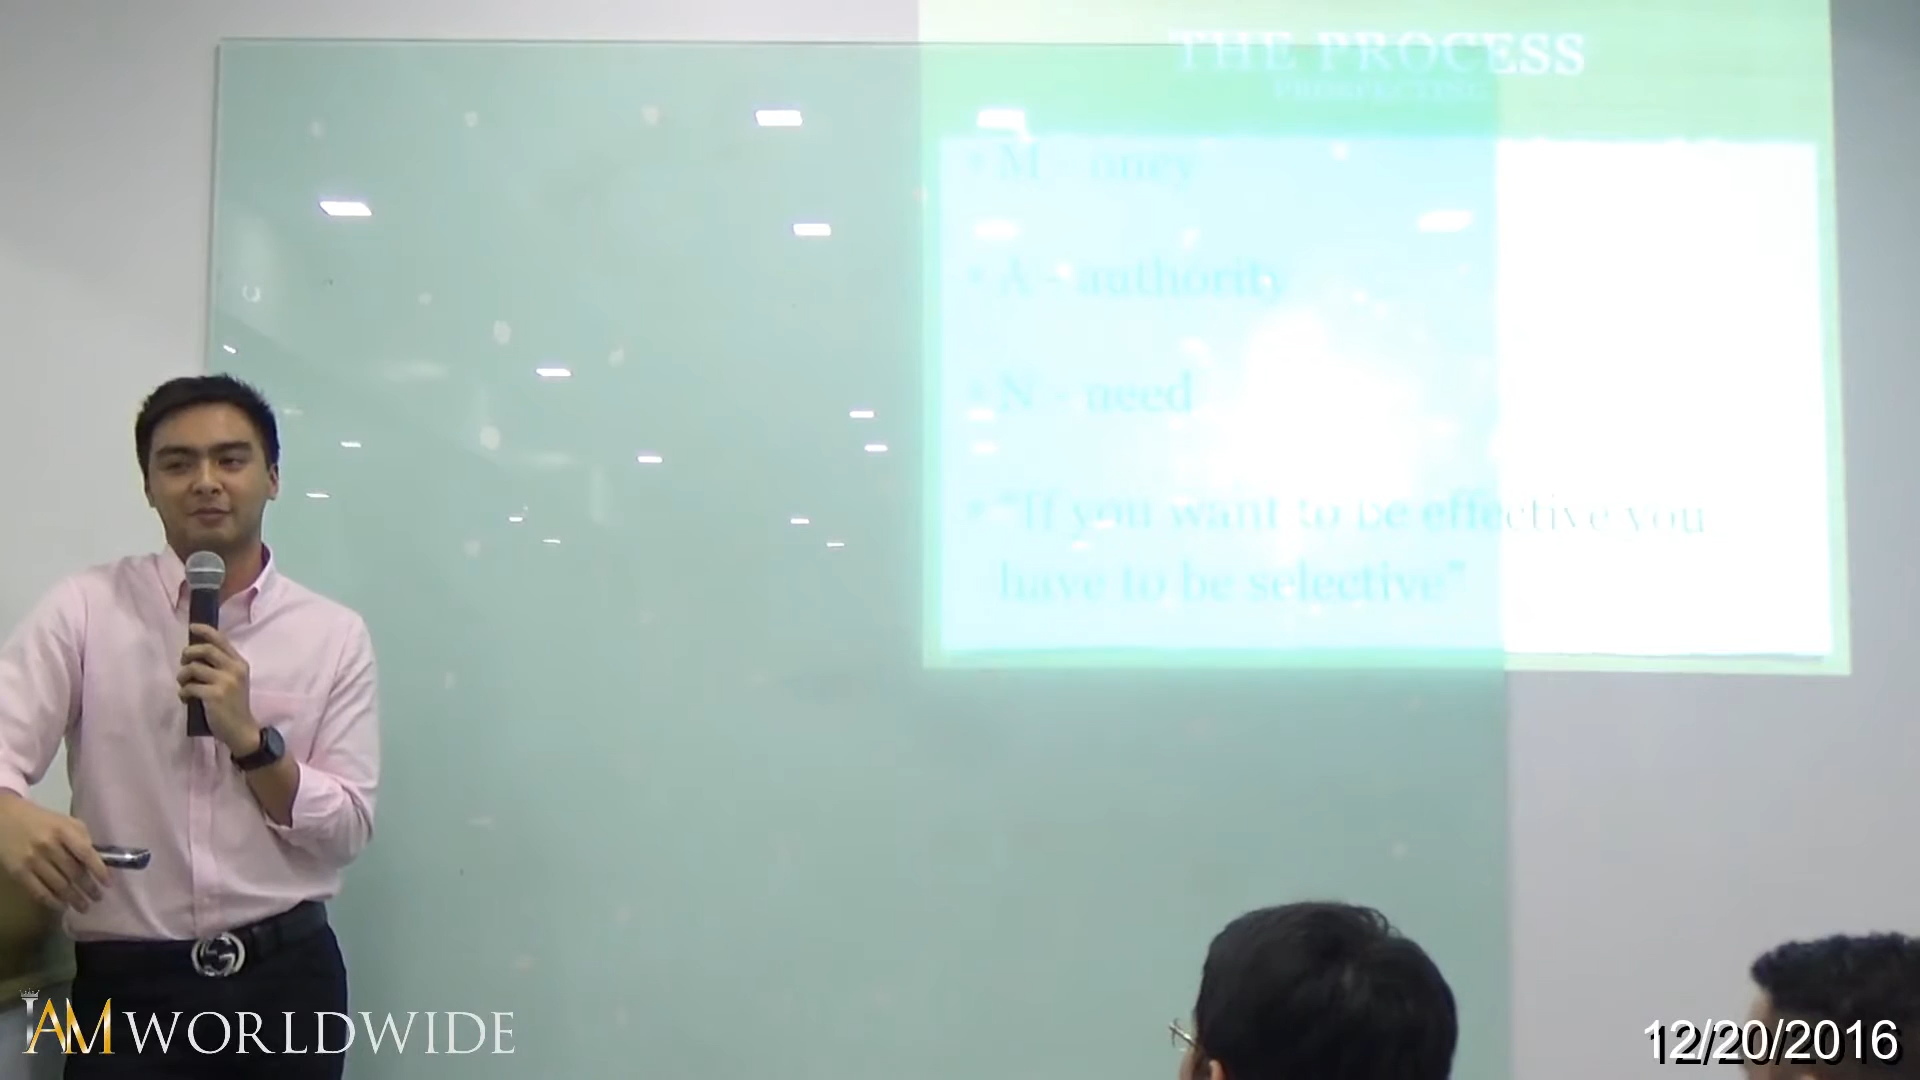 THE PROCESS
PROSPECTING
• M - oney
• A - authority
• N - need
• "If you want to be effective you
have to be selective"
IAM WORLDWIDE
12/20/2016